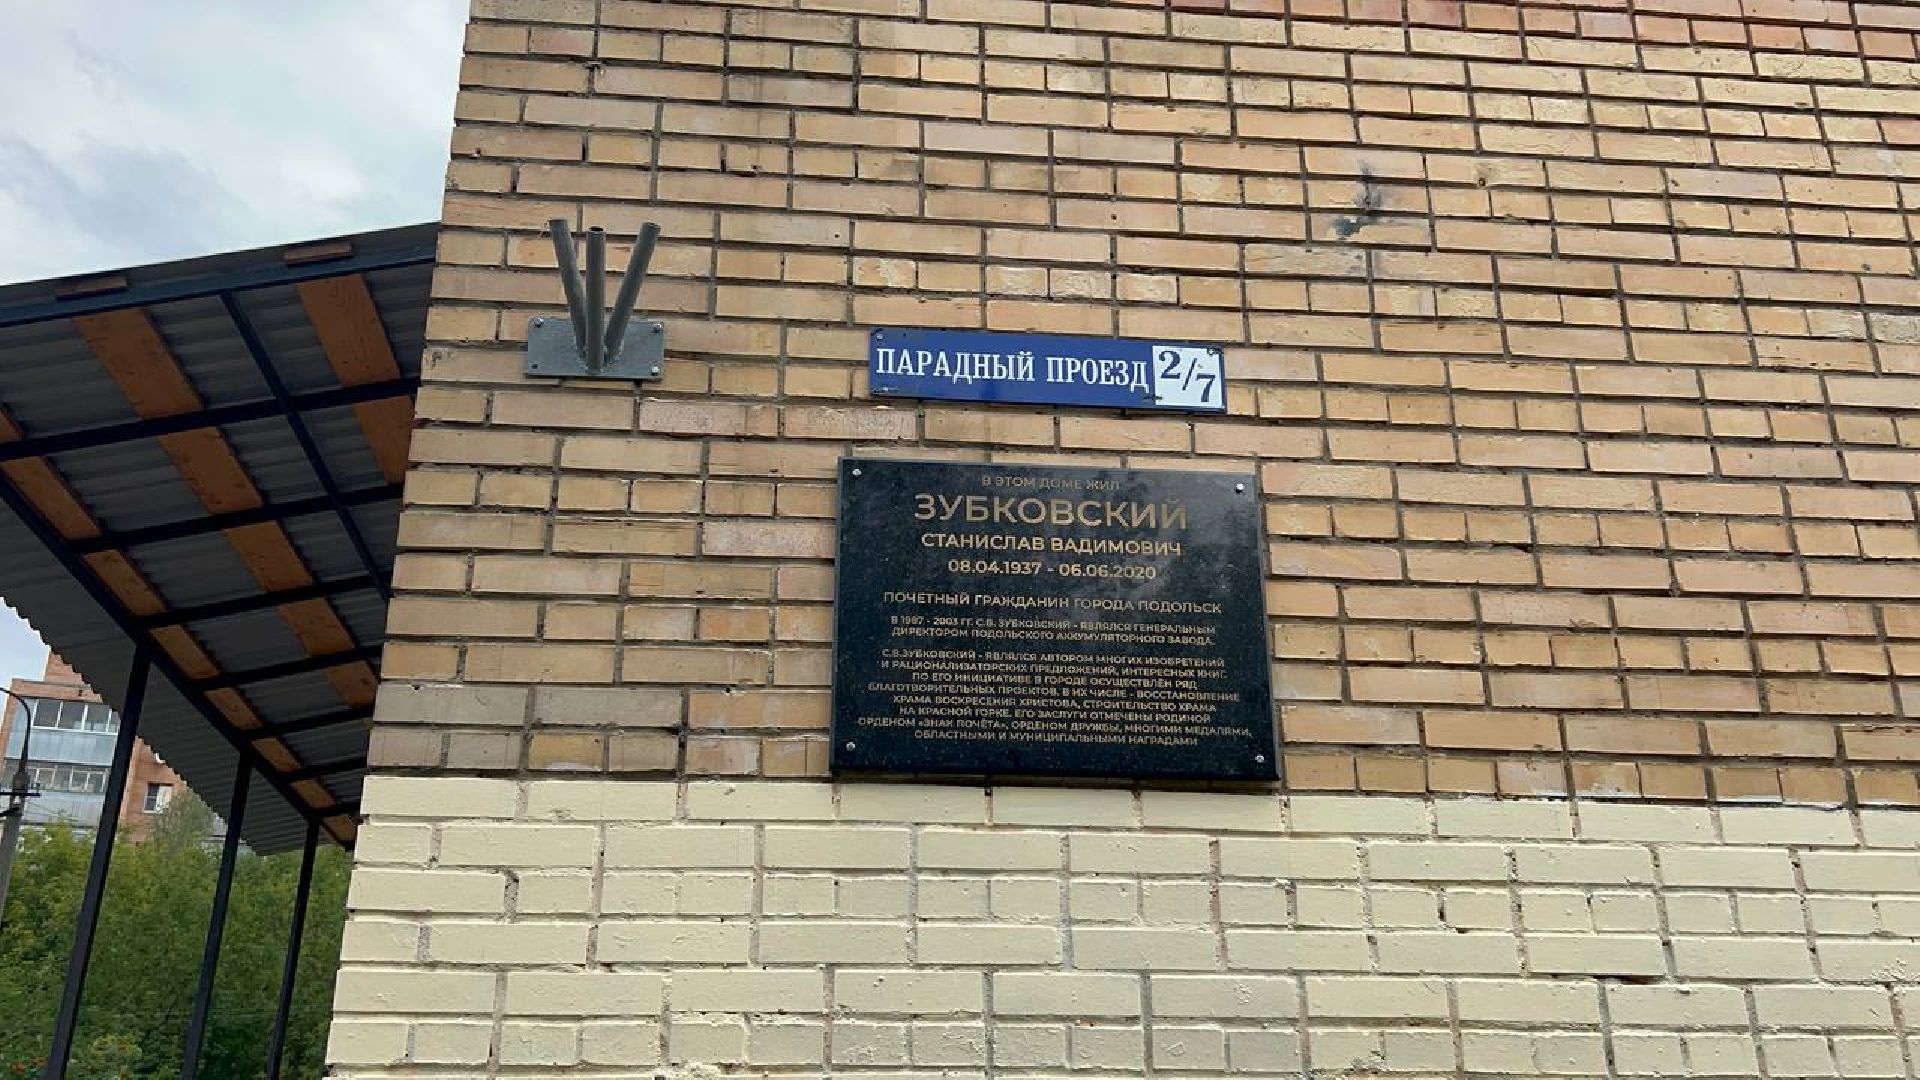 ПАРАДНЫЙ ПРОЕЗД 2/7
В ЭТОМ ДОМЕ ЖИЛ
ЗУБКОВСКИЙ
СТАНИСЛАВ ВАДИМОВИЧ
08.04.1937 - 06.06.2020
ПОЧЕТНЫЙ ГРАЖДАНИН ГОРОДА ПОДОЛЬСК
В 1987 - 2003 ГГ. С.В. ЗУБКОВСКИЙ - ЯВЛЯЛСЯ ГЕНЕРАЛЬНЫМ
ДИРЕКТОРОМ ПОДОЛЬСКОГО АККУМУЛЯТОРНОГО ЗАВОДА.
С.В.ЗУБКОВСКИЙ - ЯВЛЯЛСЯ АВТОРОМ МНОГИХ ИЗОБРЕТЕНИЙ
И РАЦИОНАЛИЗАТОРСКИХ ПРЕДЛОЖЕНИЙ, ИНТЕРЕСНЫХ КНИГ.
ПО ЕГО ИНИЦИАТИВЕ В ГОРОДЕ ОСУЩЕСТВЛЁН РЯД
БЛАГОТВОРИТЕЛЬНЫХ ПРОЕКТОВ, В ИХ ЧИСЛЕ - ВОССТАНОВЛЕНИЕ
ХРАМА ВОСКРЕСЕНИЯ ХРИСТОВА, СТРОИТЕЛЬСТВО ХРАМА
НА КРАСНОЙ ГОРКЕ. ЕГО ЗАСЛУГИ ОТМЕЧЕНЫ РОДИНОЙ
ОРДЕНОМ «ЗНАК ПОЧЁТА», ОРДЕНОМ ДРУЖБЫ, МНОГИМИ МЕДАЛЯМИ,
ОБЛАСТНЫМИ И МУНИЦИПАЛЬНЫМИ НАГРАДАМИ